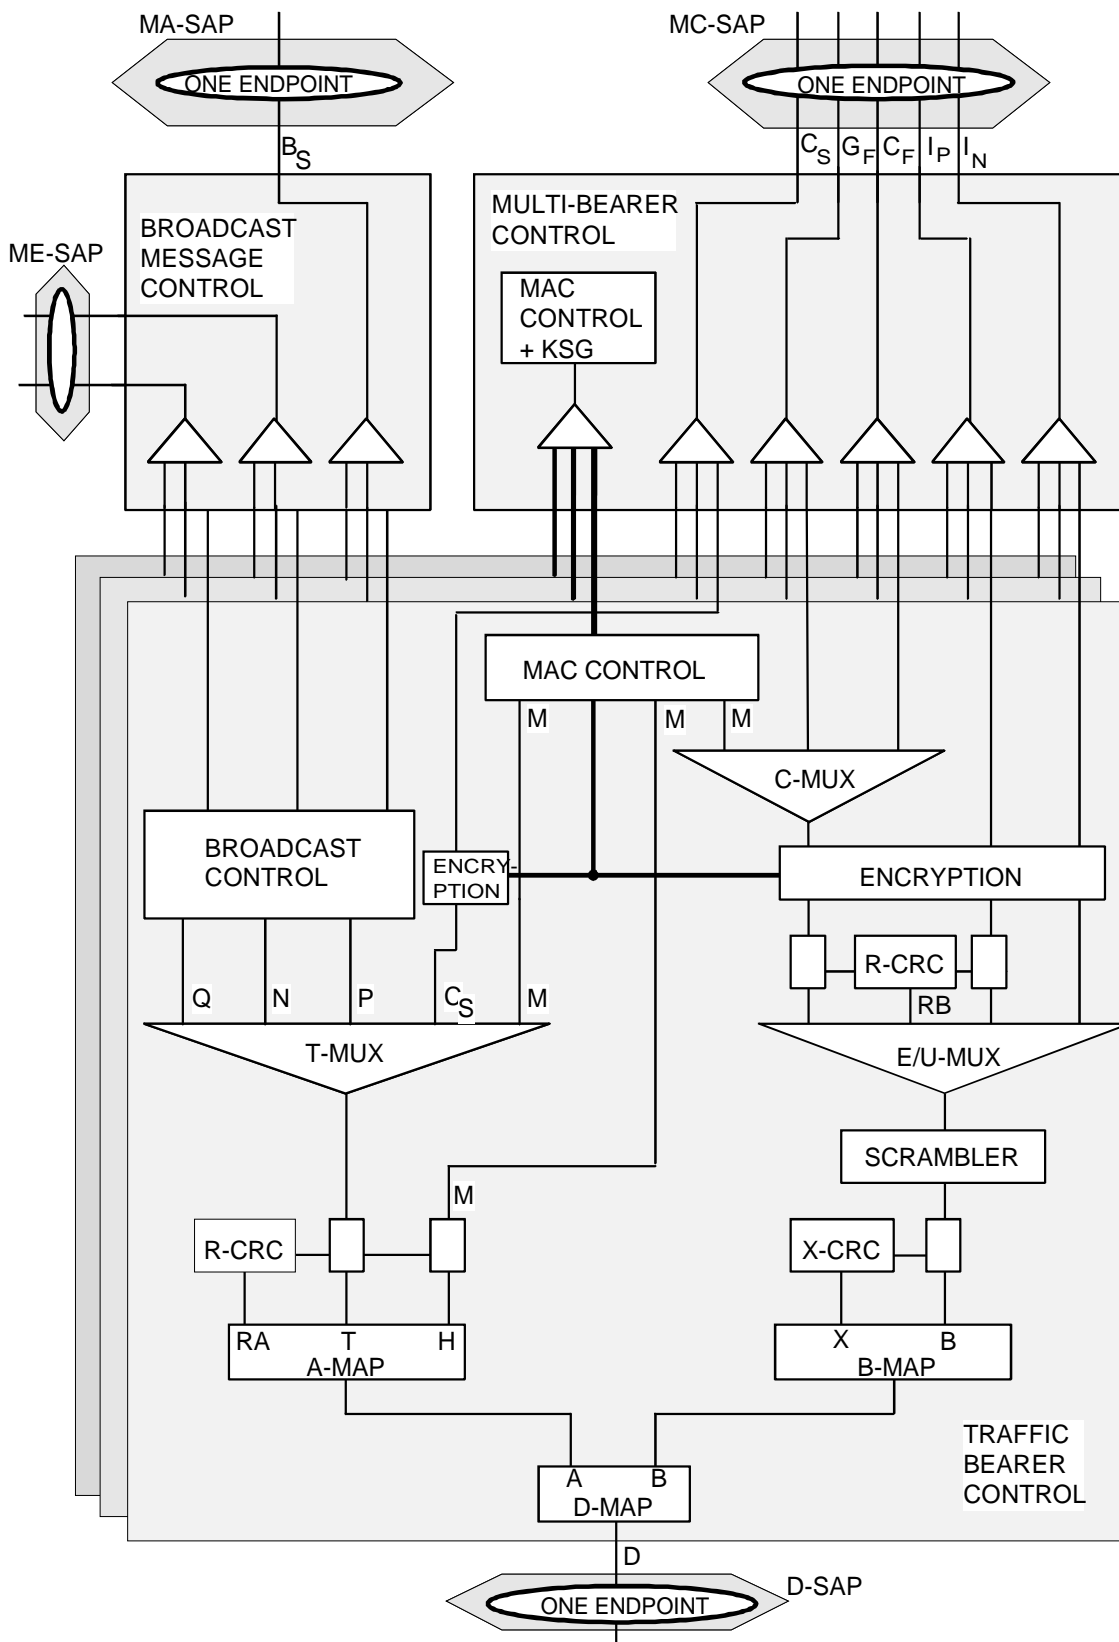 MA-SAP
MC-SAP
ONE ENDPOINT
ONE ENDPOINT
BS
CS GF CF IP IN
BROADCAST
MESSAGE
CONTROL
MULTI-BEARER
CONTROL
ME-SAP
MAC
CONTROL
+ KSG
MAC CONTROL
M
M
M
C-MUX
BROADCAST
CONTROL
ENCRY-
PTION
ENCRYPTION
R-CRC
Q
N
P
CS
M
RB
T-MUX
E/U-MUX
SCRAMBLER
M
R-CRC
X-CRC
RA T H
A-MAP
X B
B-MAP
TRAFFIC
BEARER
CONTROL
A B
D-MAP
D
D-SAP
ONE ENDPOINT